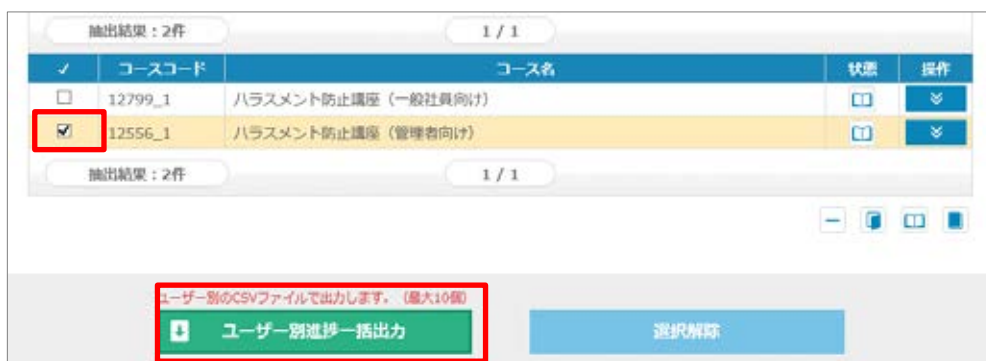 抽出結果：2件 1 / 1
✓ コースコード コース名 状態 操作
12799_1 ハラスメント防止講座（一般社員向け）
12556_1 ハラスメント防止講座（管理者向け）
抽出結果：2件 1 / 1
ユーザー別のCSVファイルで出力します。（最大10個）
ユーザー別進捗一括出力 選択解除